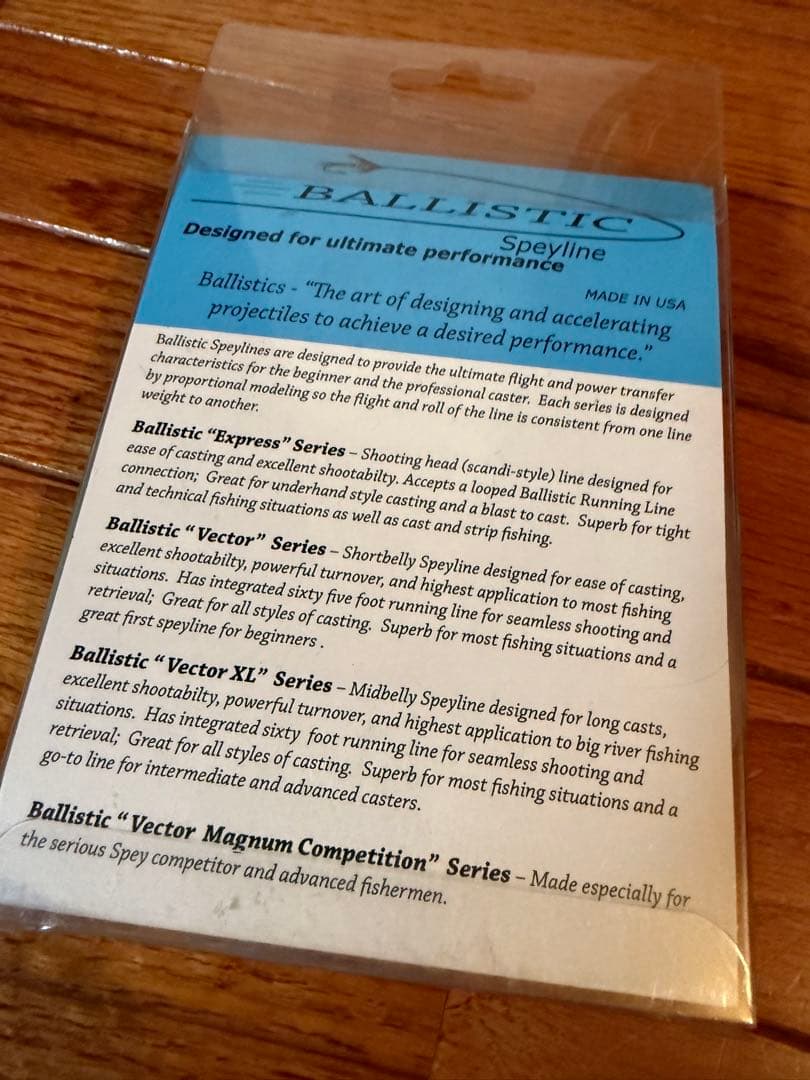 BALLISTIC
Speyline
Designed for ultimate performance
MADE IN USA
Ballistics - “The art of designing and accelerating
projectiles to achieve a desired performance.”
Ballistic Speylines are designed to provide the ultimate flight and power transfer
characteristics for the beginner and the professional caster. Each series is designed
by proportional modeling so the flight and roll of the line is consistent from one line
weight to another.
Ballistic “Express” Series – Shooting head (scandi-style) line designed for
ease of casting and excellent shootabilty. Accepts a looped Ballistic Running Line
connection; Great for underhand style casting and a blast to cast. Superb for tight
and technical fishing situations as well as cast and strip fishing.
Ballistic “Vector” Series – Shortbelly Speyline designed for ease of casting,
excellent shootabilty, powerful turnover, and highest application to most fishing
situations. Has integrated sixty five foot running line for seamless shooting and
retrieval; Great for all styles of casting. Superb for most fishing situations and a
great first speyline for beginners .
Ballistic “Vector XL” Series – Midbelly Speyline designed for long casts,
excellent shootabilty, powerful turnover, and highest application to big river fishing
situations. Has integrated sixty foot running line for seamless shooting and
retrieval; Great for all styles of casting. Superb for most fishing situations and a
go-to line for intermediate and advanced casters.
Ballistic “Vector Magnum Competition” Series – Made especially for
the serious Spey competitor and advanced fishermen.